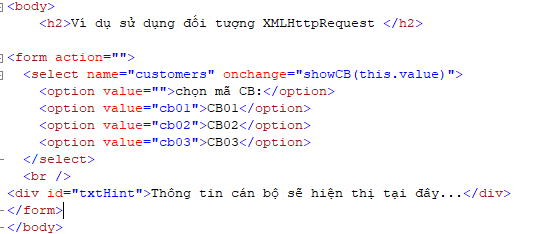 <body>
<h2>Ví dụ sử dụng đối tượng XMLHttpRequest </h2>
<form action="">
<select name="customers" onchange="showCB(this.value)">
<option value="">chọn mã CB:</option>
<option value="cb01">CB01</option>
<option value="cb02">CB02</option>
<option value="cb03">CB03</option>
</select>
<br />
<div id="txtHint">Thông tin cán bộ sẽ hiện thị tại đây...</div>
</form>
</body>